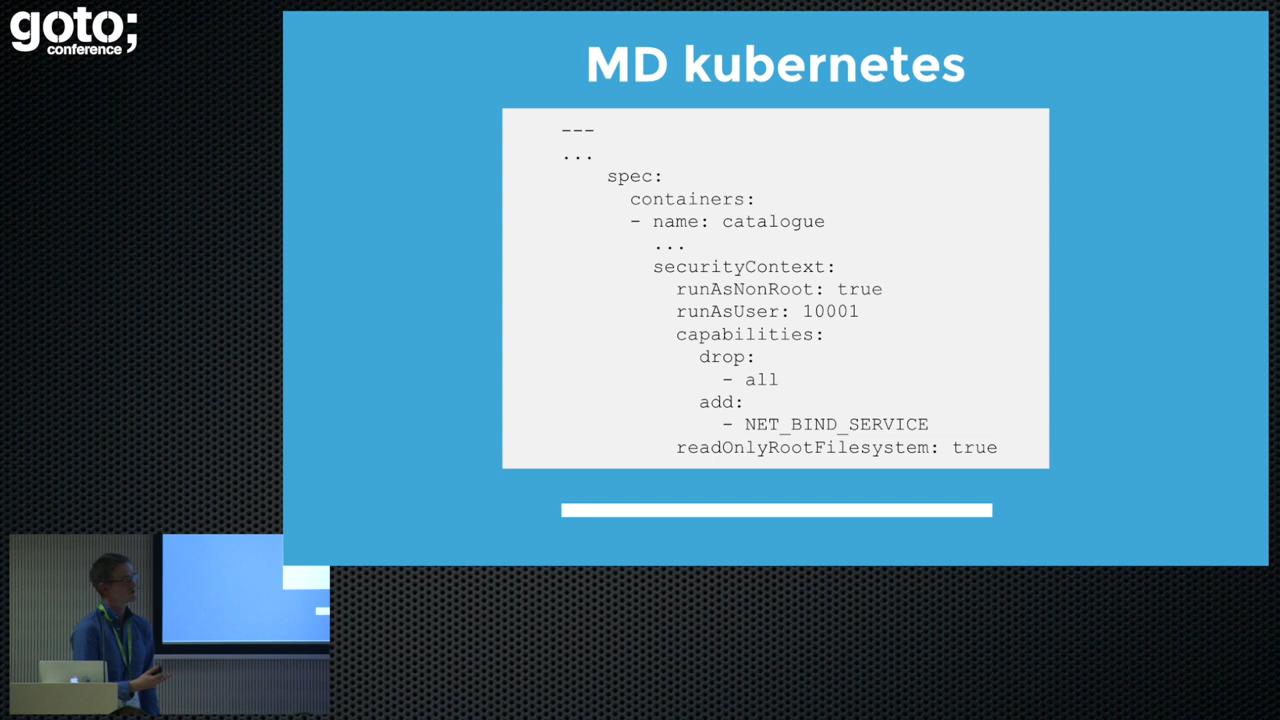 goto;
conference
MD kubernetes
---
...
spec:
containers:
- name: catalogue
...
securityContext:
runAsNonRoot: true
runAsUser: 10001
capabilities:
drop:
- all
add:
- NET_BIND_SERVICE
readOnlyRootFilesystem: true